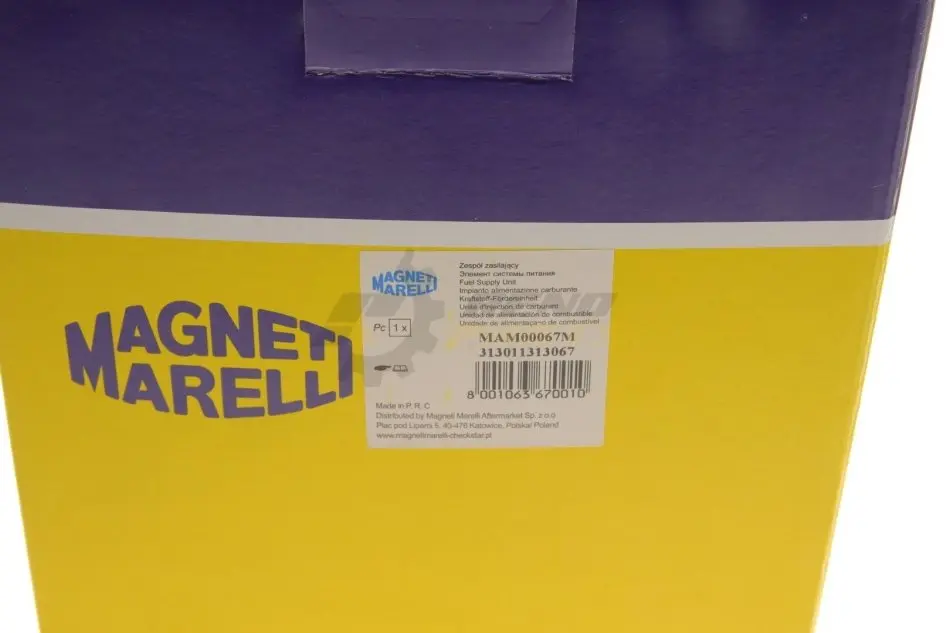 MAGNETI
MARELLI
MAGNETI
MARELLI
Zespół zasilający
Элемент системы питания
Fuel Supply Unit
Impianto alimentazione carburante
Kraftstoff-Fördereinheit
Unité d'injection de carburant
Unidad de alimentación de combustible
Unidade de alimentaçano de combustível
Pc 1 x
MAM00067M
313011313067
8 001063 670010
Made in P. R. C
Distributed by Magneti Marelli Aftermarket Sp. z o.o
Plac pod Lipami 5, 40-476 Katowice, Polska/ Poland
www.magnetimarelli-checkstar.pl